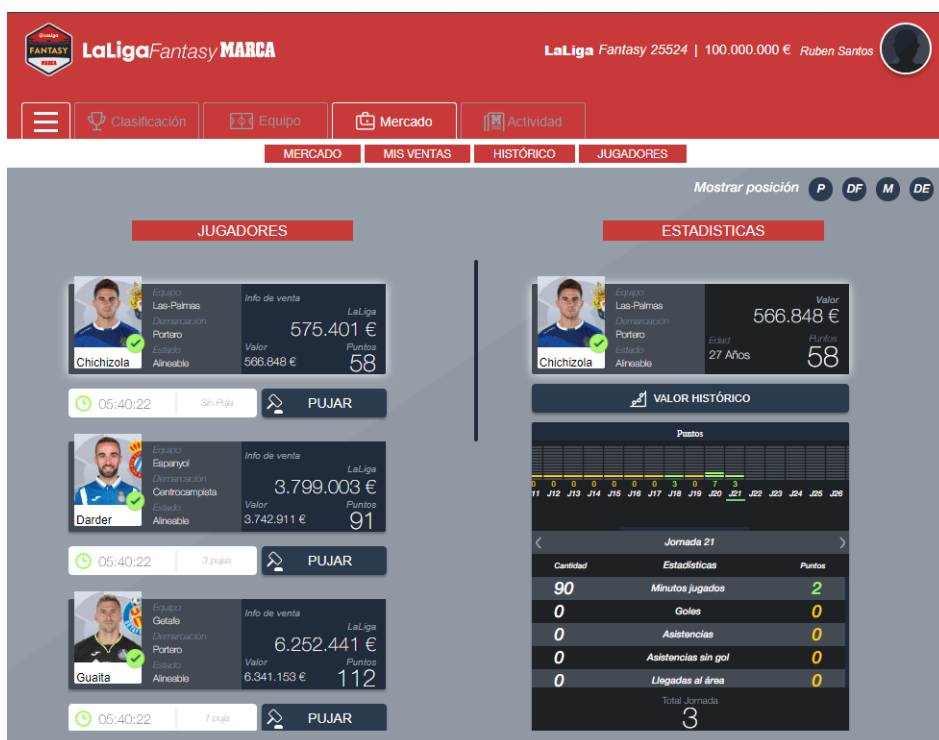 LaLiga
FANTASY
MARCA
LaLigaFantasy MARCA
LaLiga Fantasy 25524 | 100.000.000 € Ruben Santos
Clasificación
Equipo
Mercado
Actividad
MERCADO
MIS VENTAS
HISTÓRICO
JUGADORES
Mostrar posición P DF M DE
JUGADORES
Equipo
Las-Palmas
Demarcación
Portero
Estado
Alineable
Chichizola
Info de venta
LaLiga
575.401 €
Valor
Puntos
566.848 €
58
05:40:22
Sin Puja
PUJAR
Equipo
Espanyol
Demarcación
Centrocampista
Estado
Alineable
Darder
Info de venta
LaLiga
3.799.003 €
Valor
Puntos
3.742.911 €
91
05:40:22
3 pujas
PUJAR
Equipo
Getafe
Demarcación
Portero
Estado
Alineable
Guaita
Info de venta
LaLiga
6.252.441 €
Valor
Puntos
6.341.153 €
112
05:40:22
1 puja
PUJAR
ESTADISTICAS
Equipo
Las-Palmas
Demarcación
Portero
Estado
Alineable
Chichizola
Valor
566.848 €
Edad
27 Años
Puntos
58
VALOR HISTÓRICO
Puntos
0 0 0 0 0 0 0 3 0 7 3
11 J12 J13 J14 J15 J16 J17 J18 J19 J20 J21 J22 J23 J24 J25 J26
Jornada 21
Cantidad Estadísticas Puntos
90 Minutos jugados 2
0 Goles 0
0 Asistencias 0
0 Asistencias sin gol 0
0 Llegadas al área 0
Total Jornada
3